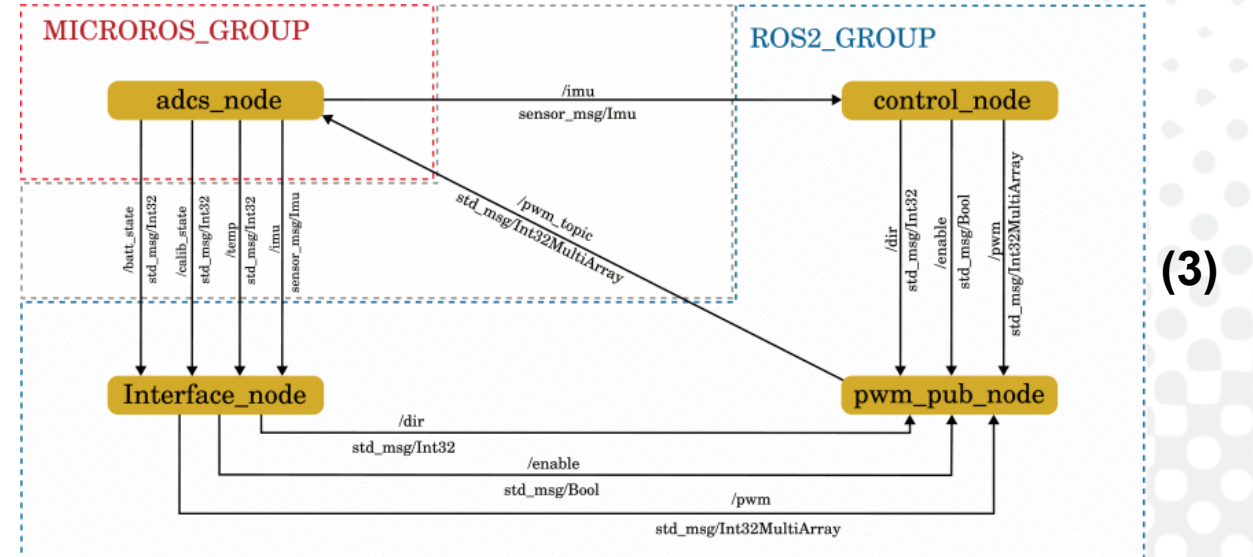 MICROROS_GROUP
ROS2_GROUP
adcs_node
/imu
sensor_msg/Imu
control_node
/batt_state
std_msg/Int32
/calib_state
std_msg/Int32
/temp
std_msg/Int32
/imu
sensor_msg/Imu
/pwm_topic
std_msg/Int32MultiArray
/dir
std_msg/Int32
/enable
std_msg/Bool
/pwm
std_msg/Int32MultiArray
(3)
Interface_node
pwm_pub_node
/dir
std_msg/Int32
/enable
std_msg/Bool
/pwm
std_msg/Int32MultiArray